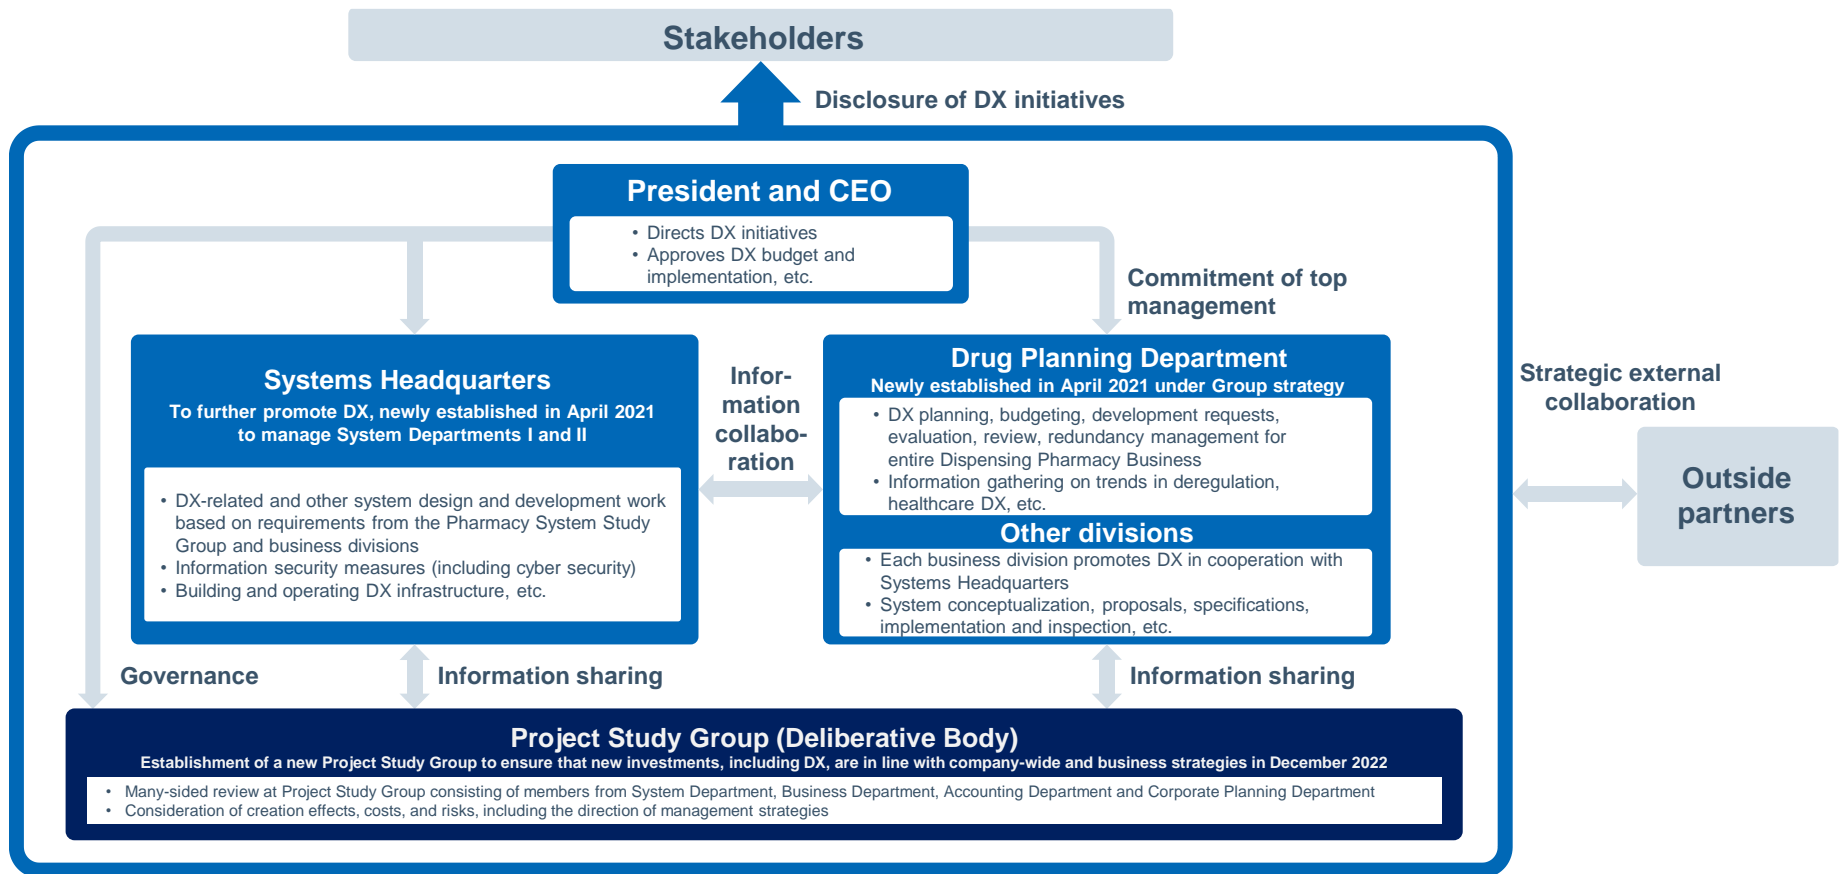 Stakeholders
Disclosure of DX initiatives
President and CEO
• Directs DX initiatives
• Approves DX budget and
implementation, etc.
Commitment of top
management
Systems Headquarters
To further promote DX, newly established in April 2021
to manage System Departments I and II
• DX-related and other system design and development work
based on requirements from the Pharmacy System Study
Group and business divisions
• Information security measures (including cyber security)
• Building and operating DX infrastructure, etc.
Infor-
mation
collabo-
ration
Drug Planning Department
Newly established in April 2021 under Group strategy
• DX planning, budgeting, development requests,
evaluation, review, redundancy management for
entire Dispensing Pharmacy Business
• Information gathering on trends in deregulation,
healthcare DX, etc.
Other divisions
• Each business division promotes DX in cooperation with
Systems Headquarters
• System conceptualization, proposals, specifications,
implementation and inspection, etc.
Strategic external
collaboration
Outside
partners
Governance
Information sharing
Information sharing
Project Study Group (Deliberative Body)
Establishment of a new Project Study Group to ensure that new investments, including DX, are in line with company-wide and business strategies in December 2022
• Many-sided review at Project Study Group consisting of members from System Department, Business Department, Accounting Department and Corporate Planning Department
• Consideration of creation effects, costs, and risks, including the direction of management strategies